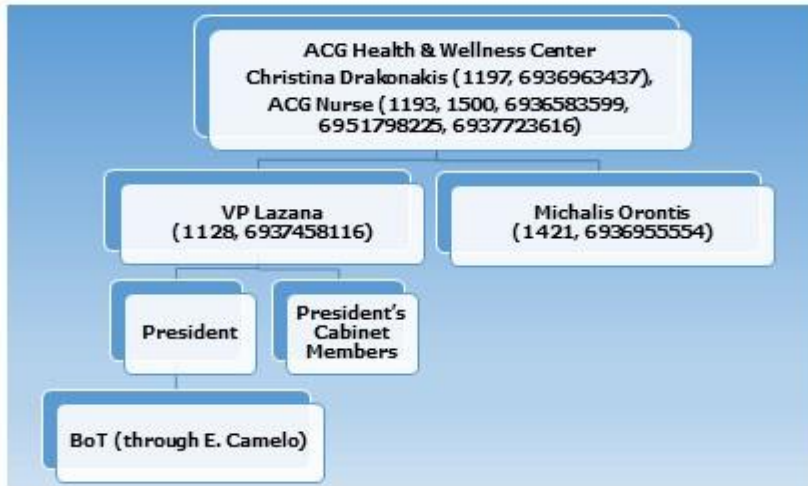 ACG Health & Wellness Center
Christina Drakonakis (1197, 6936963437),
ACG Nurse (1193, 1500, 6936583599,
6951798225, 6937723616)
VP Lazana
(1128, 6937458116)
Michalis Orontis
(1421, 6936955554)
President
President's
Cabinet
Members
BoT (through E. Camelo)